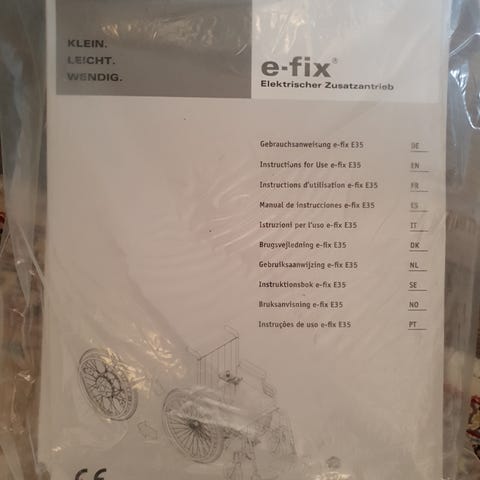 KLEIN.
LEICHT.
WENDIG.
e-fix®
Elektrischer Zusatzantrieb
Gebrauchsanweisung e-fix E35 DE
Instructions for Use e-fix E35 EN
Instructions d'utilisation e-fix E35 FR
Manual de instrucciones e-fix E35 ES
Istruzioni per l'uso e-fix E35 IT
Brugsvejledning e-fix E35 DK
Gebruiksaanwijzing e-fix E35 NL
Instruktionsbok e-fix E35 SE
Bruksanvisning e-fix E35 NO
Instruções de uso e-fix E35 PT
CE